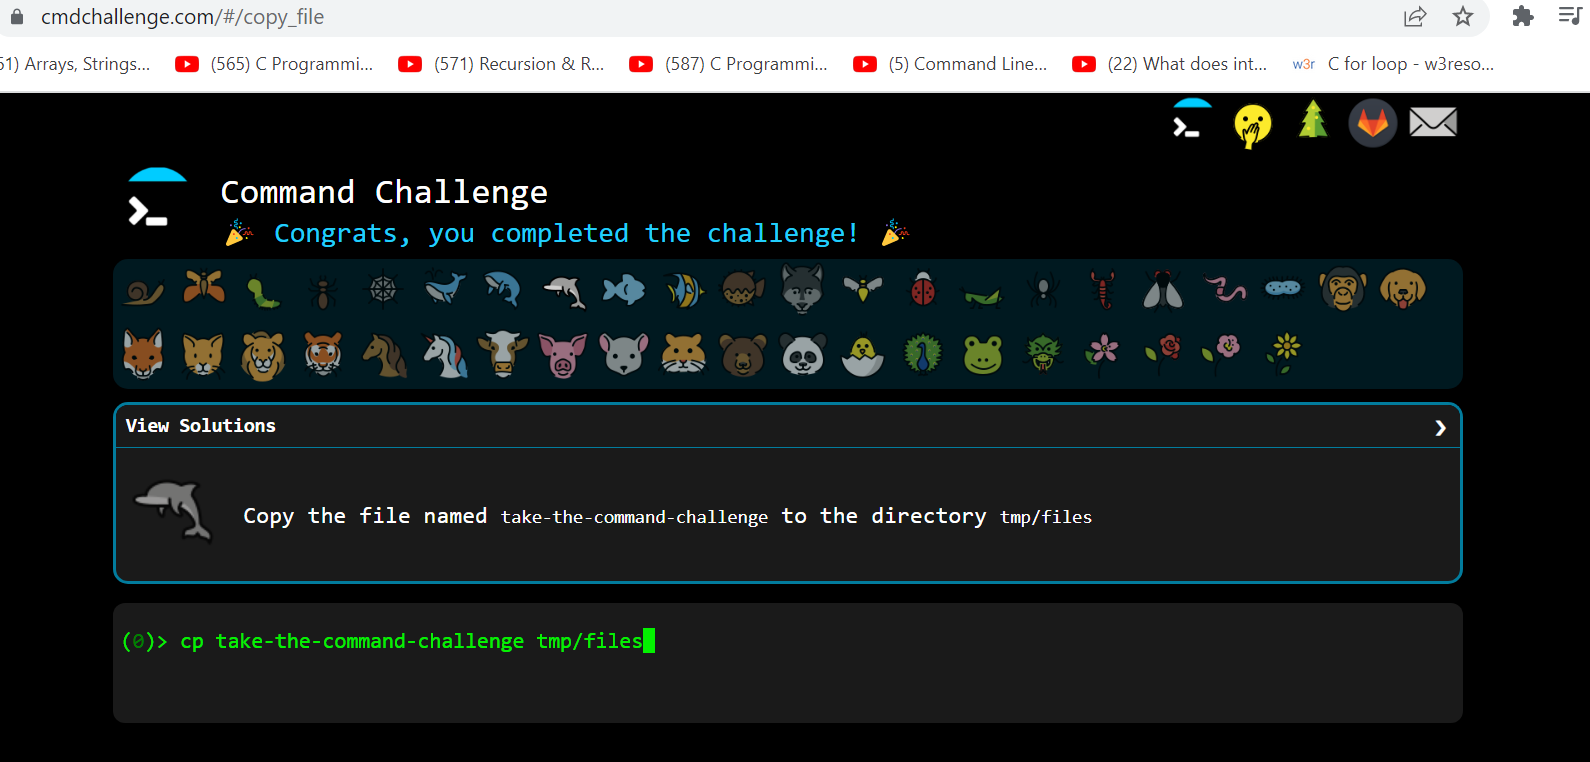 cmdchallenge.com/#/copy_file
51) Arrays, Strings... (565) C Programmi... (571) Recursion & R... (587) C Programmi... (5) Command Line... (22) What does int... w3r C for loop - w3reso...
Command Challenge
Congrats, you completed the challenge!
View Solutions
Copy the file named take-the-command-challenge to the directory tmp/files
(0)> cp take-the-command-challenge tmp/files